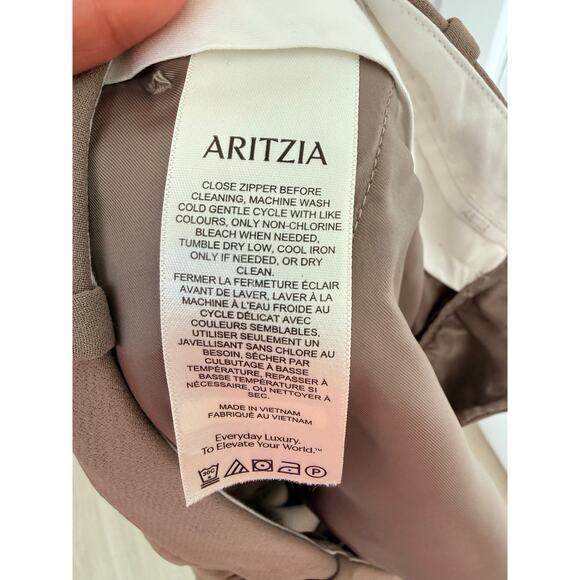 ARITZIA
CLOSE ZIPPER BEFORE
CLEANING, MACHINE WASH
COLD GENTLE CYCLE WITH LIKE
COLOURS, ONLY NON-CHLORINE
BLEACH WHEN NEEDED,
TUMBLE DRY LOW, COOL IRON
ONLY IF NEEDED, OR DRY
CLEAN.
FERMER LA FERMETURE ÉCLAIR
AVANT DE LAVER, LAVER À LA
MACHINE À L'EAU FROIDE AU
CYCLE DÉLICAT AVEC
COULEURS SEMBLABLES,
UTILISER SEULEMENT UN
JAVELLISANT SANS CHLORE AU
BESOIN, SÉCHER PAR
CULBUTAGE À BASSE
TEMPÉRATURE, REPASSER À
BASSE TEMPÉRATURE SI
NÉCESSAIRE, OU NETTOYER À
SEC.
MADE IN VIETNAM
FABRIQUÉ AU VIETNAM
Everyday Luxury.
To Elevate Your World.™
30C P